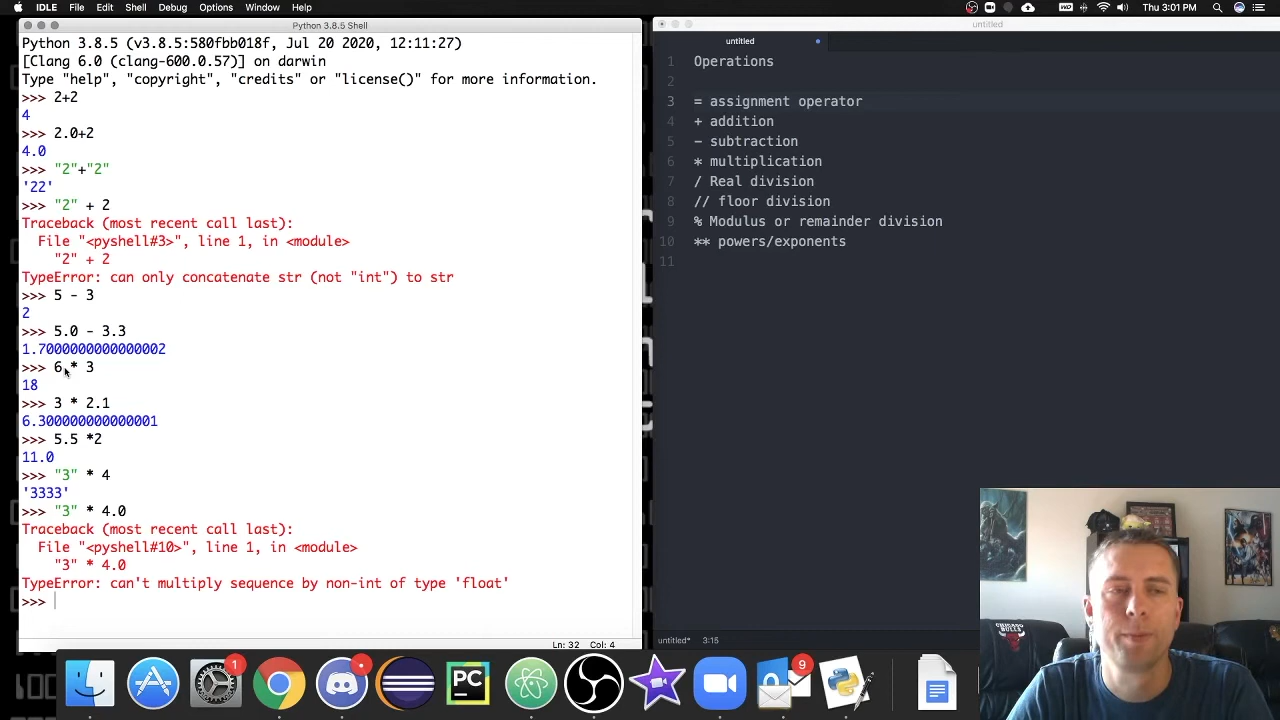 IDLE File Edit Shell Debug Options Window Help
Thu 3:01 PM
Python 3.8.5 Shell
Python 3.8.5 (v3.8.5:580fbb018f, Jul 20 2020, 12:11:27)
[Clang 6.0 (clang-600.0.57)] on darwin
Type "help", "copyright", "credits" or "license()" for more information.
>>> 2+2
4
>>> 2.0+2
4.0
>>> "2"+"2"
'22'
>>> "2" + 2
Traceback (most recent call last):
File "<pyshell#3>", line 1, in <module>
"2" + 2
TypeError: can only concatenate str (not "int") to str
>>> 5 - 3
2
>>> 5.0 - 3.3
1.7000000000000002
>>> 6 * 3
18
>>> 3 * 2.1
6.300000000000001
>>> 5.5 *2
11.0
>>> "3" * 4
'3333'
>>> "3" * 4.0
Traceback (most recent call last):
File "<pyshell#10>", line 1, in <module>
"3" * 4.0
TypeError: can't multiply sequence by non-int of type 'float'
>>>
Ln: 32 Col: 4
untitled
untitled
1 Operations
2
3 = assignment operator
4 + addition
5 - subtraction
6 * multiplication
7 / Real division
8 // floor division
9 % Modulus or remainder division
10 ** powers/exponents
11
untitled* 3:15
CHICAGO
BULLS
1
PC
9